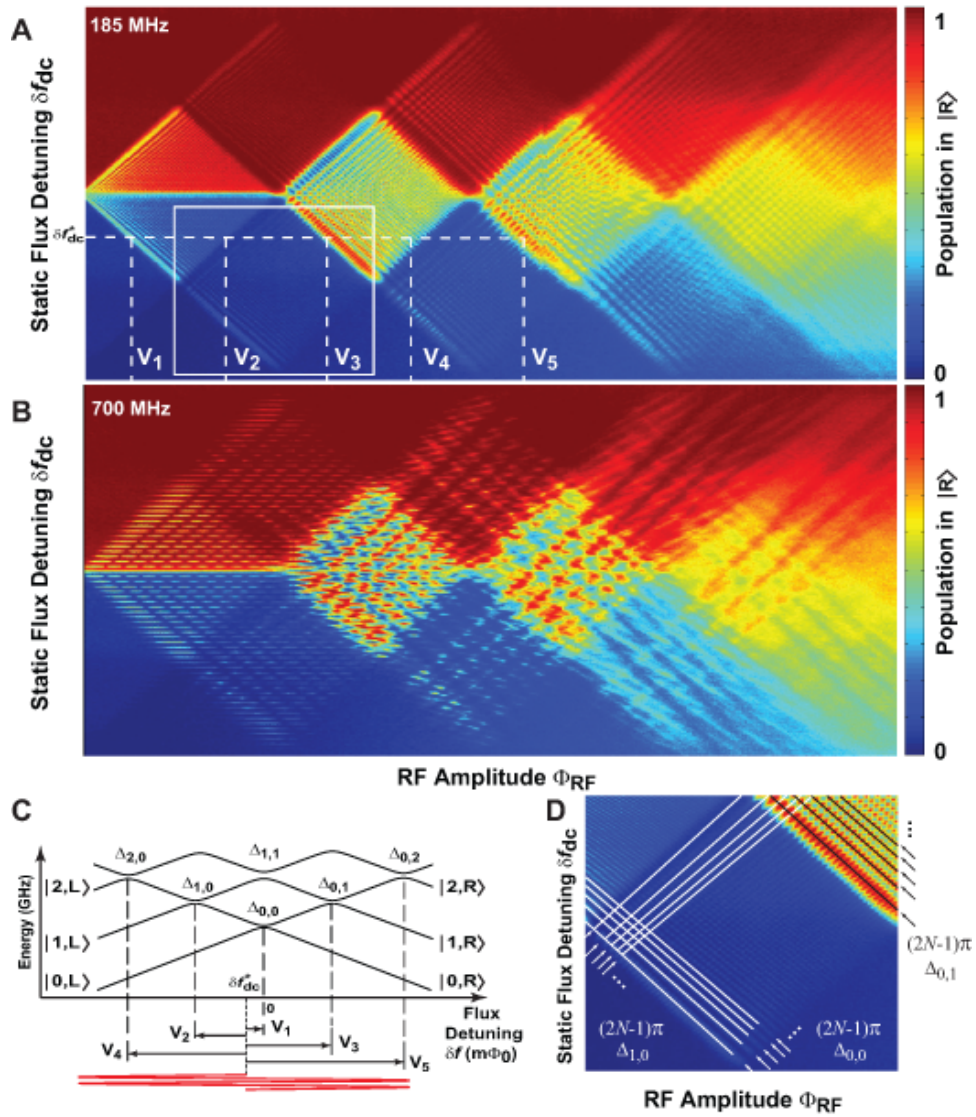 A
185 MHz
Static Flux Detuning δf_dc
δf*_dc
V₁
V₂
V₃
V₄
V₅
1
Population in |R⟩
0
B
700 MHz
Static Flux Detuning δf_dc
1
Population in |R⟩
0
RF Amplitude Φ_RF
C
Energy (GHz)
Δ₂,₀
Δ₁,₁
Δ₀,₂
|2,L⟩
Δ₁,₀
Δ₀,₁
|2,R⟩
|1,L⟩
Δ₀,₀
|1,R⟩
|0,L⟩
δf*_dc
|0,R⟩
0
Flux
Detuning
δf (mΦ₀)
V₁
V₂
V₃
V₄
V₅
D
Static Flux Detuning δf_dc
...
(2N-1)π
Δ₀,₁
...
(2N-1)π
Δ₁,₀
...
(2N-1)π
Δ₀,₀
RF Amplitude Φ_RF